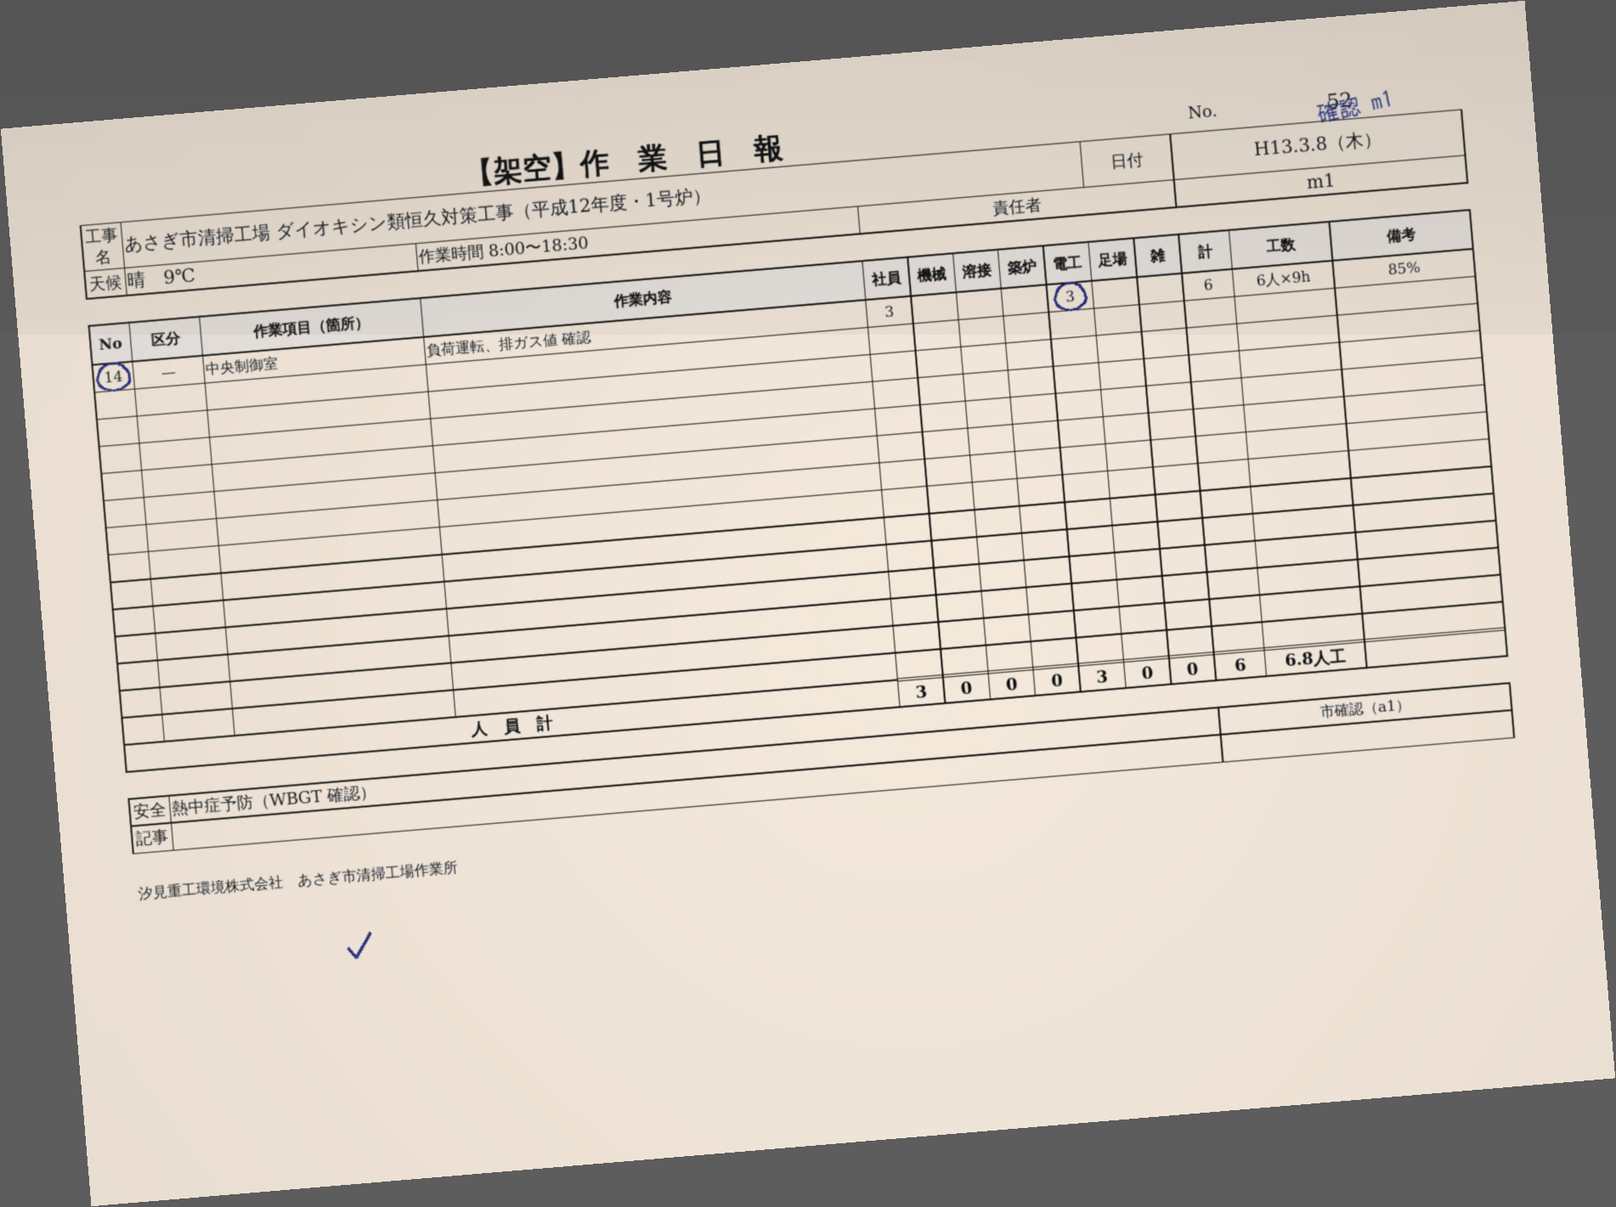 No. 52
確認 m1
【架空】作 業 日 報
工事名 あさぎ市清掃工場 ダイオキシン類恒久対策工事（平成12年度・1号炉） 日付 H13.3.8（木）
天候 晴 9℃ 作業時間 8:00〜18:30 責任者 m1
No 区分 作業項目（箇所） 作業内容 社員 機械 溶接 築炉 電工 足場 雑 計 工数 備考
14 — 中央制御室 負荷運転、排ガス値 確認 3 3 6 6人×9h 85%
人 員 計 3 0 0 0 3 0 0 6 6.8人工
安全 熱中症予防（WBGT 確認） 市確認（a1）
記事
汐見重工環境株式会社 あさぎ市清掃工場作業所